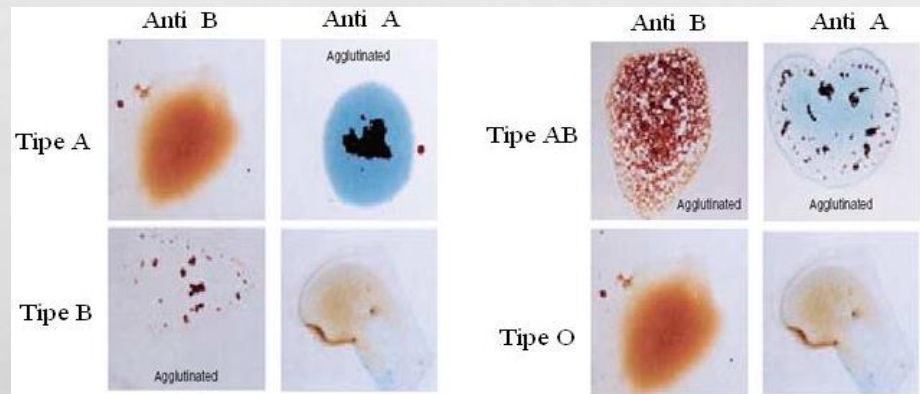 Anti B
Anti A
Anti B
Anti A
Tipe A
Agglutinated
Tipe AB
Agglutinated
Agglutinated
Tipe B
Agglutinated
Tipe O